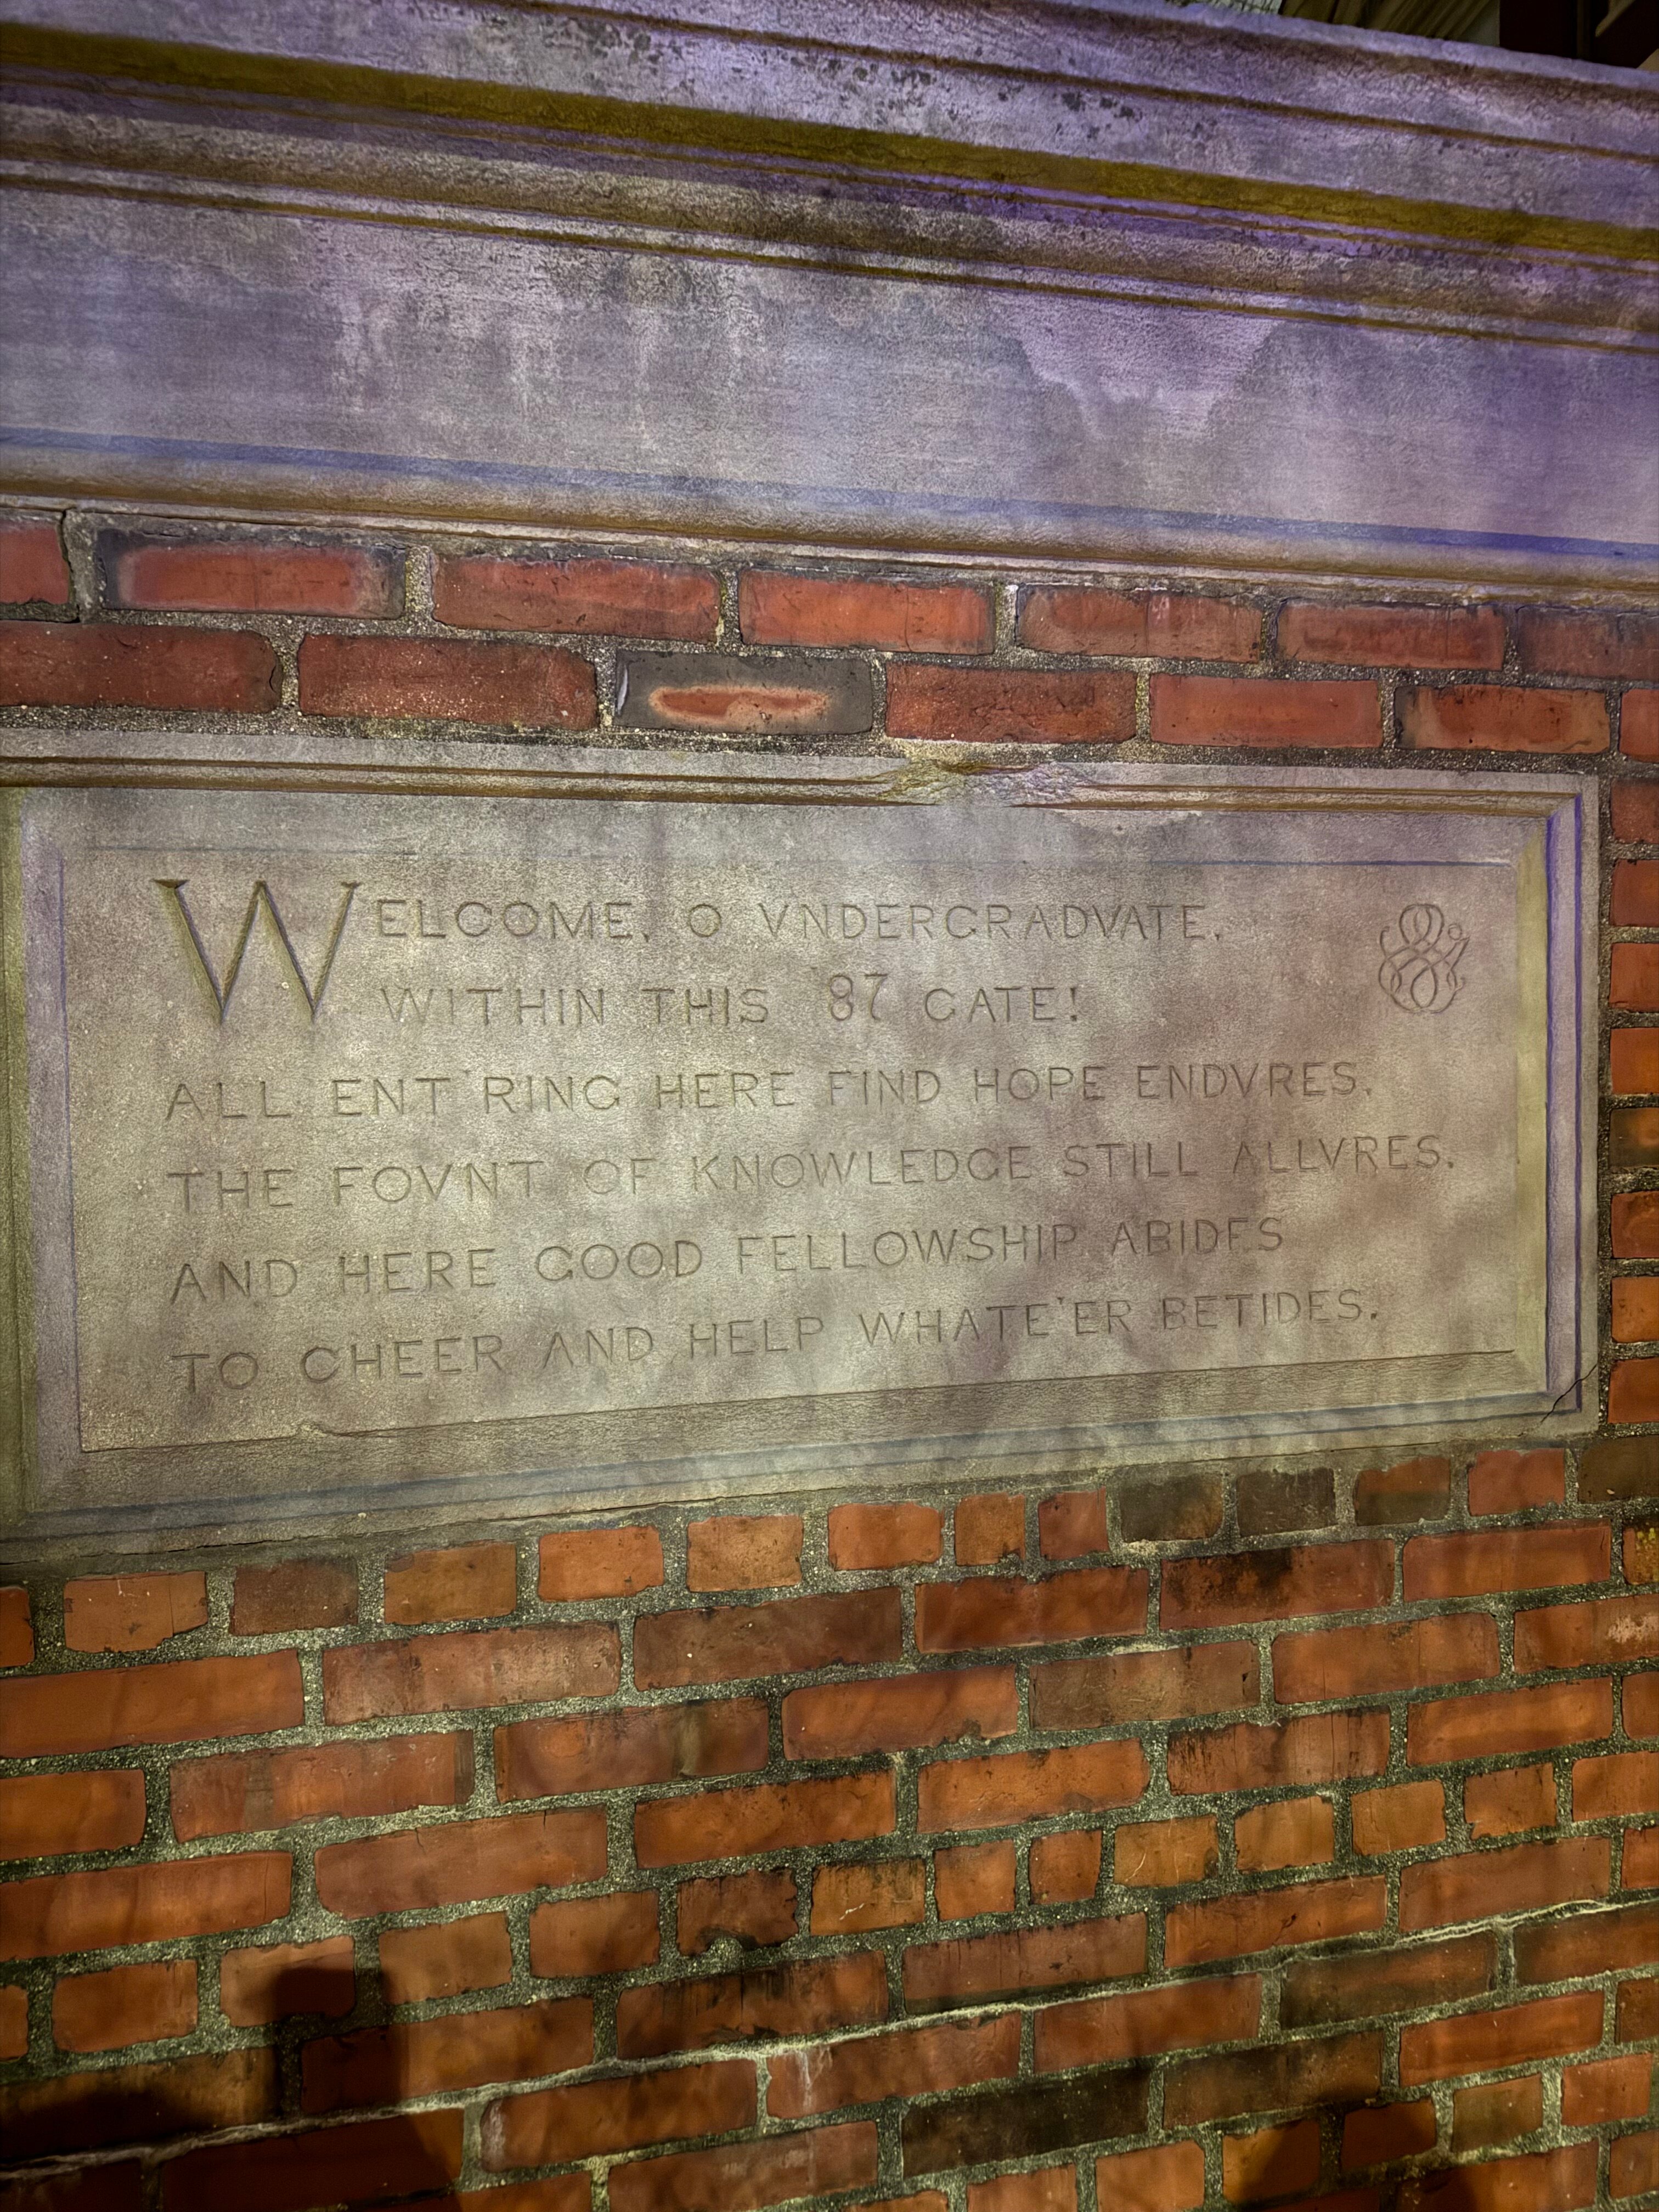 WELCOME, O VNDERGRADVATE,
WITHIN THIS '87 GATE!
ALL ENT'RING HERE FIND HOPE ENDVRES,
THE FOVNT OF KNOWLEDGE STILL ALLVRES,
AND HERE GOOD FELLOWSHIP ABIDES
TO CHEER AND HELP WHATE'ER BETIDES.